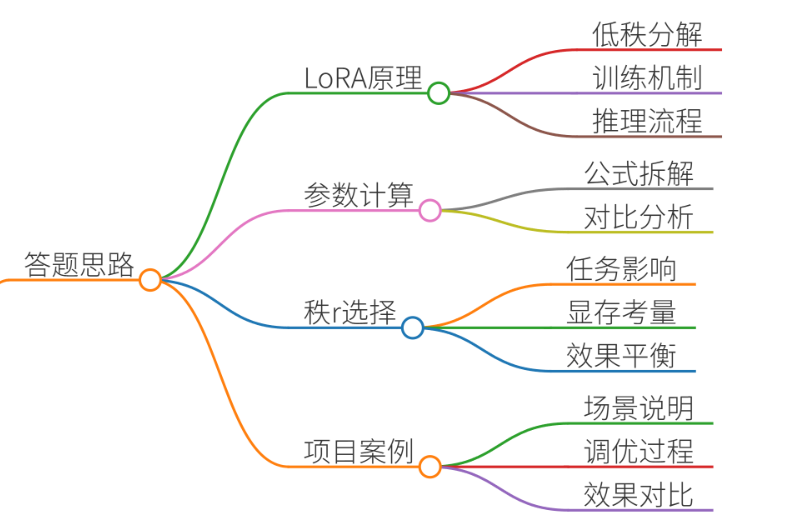 答题思路
LoRA原理
低秩分解
训练机制
推理流程
参数计算
公式拆解
对比分析
秩r选择
任务影响
显存考量
效果平衡
项目案例
场景说明
调优过程
效果对比